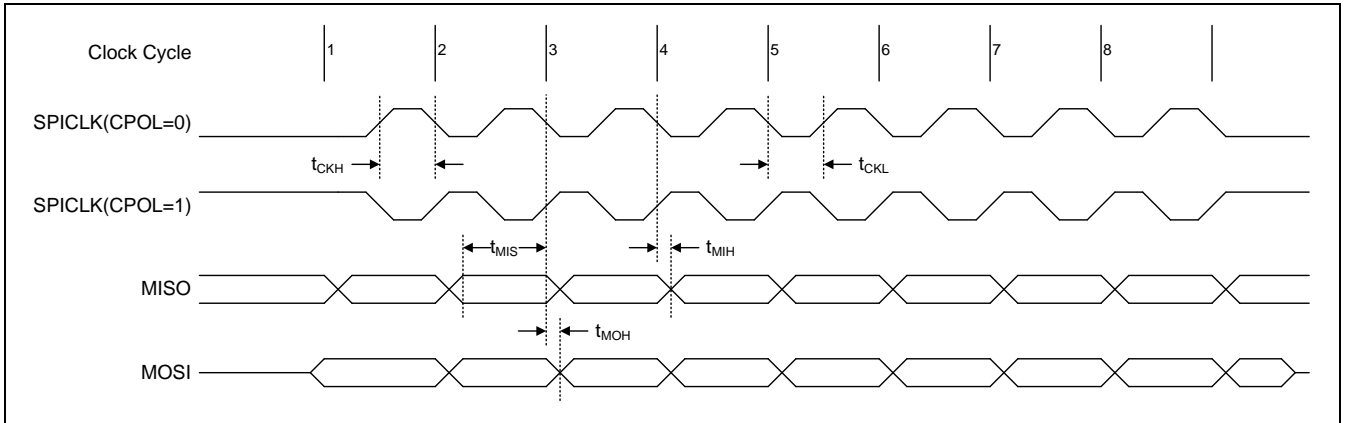 Clock Cycle 1 2 3 4 5 6 7 8
SPICLK(CPOL=0)
tCKH tCKL
SPICLK(CPOL=1)
tMIS tMIH
MISO
tMOH
MOSI